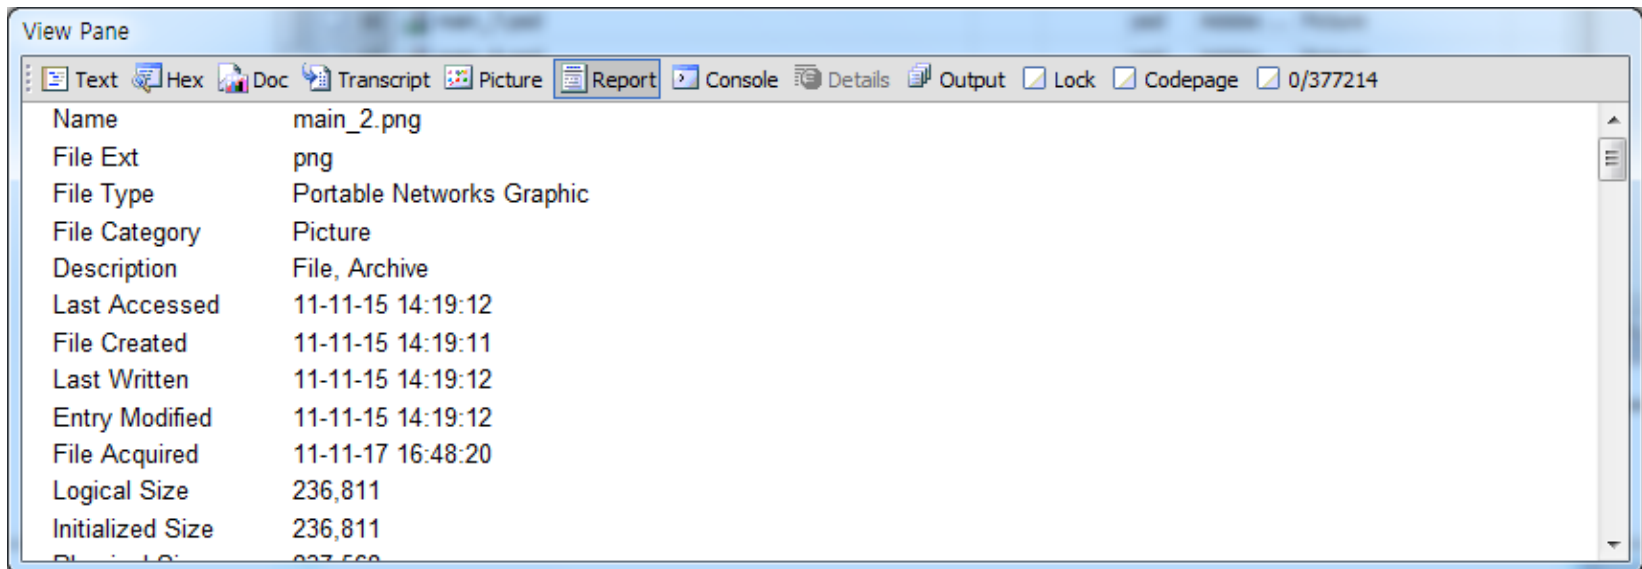 View Pane
Text Hex Doc Transcript Picture Report Console Details Output Lock Codepage 0/377214
Name main_2.png
File Ext png
File Type Portable Networks Graphic
File Category Picture
Description File, Archive
Last Accessed 11-11-15 14:19:12
File Created 11-11-15 14:19:11
Last Written 11-11-15 14:19:12
Entry Modified 11-11-15 14:19:12
File Acquired 11-11-17 16:48:20
Logical Size 236,811
Initialized Size 236,811